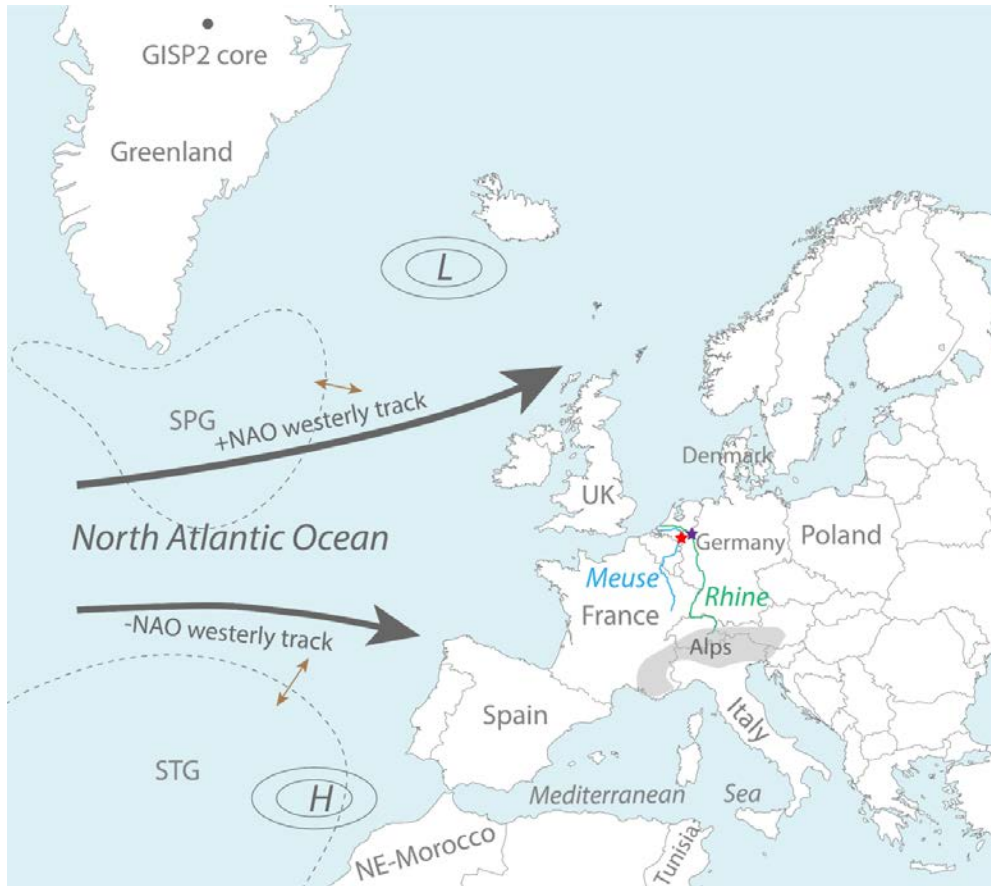 GISP2 core
Greenland
L
SPG
+NAO westerly track
Denmark
UK
North Atlantic Ocean
Germany
Poland
Meuse
Rhine
France
-NAO westerly track
Alps
Spain
Italy
STG
H
Mediterranean Sea
NE-Morocco
Tunisia